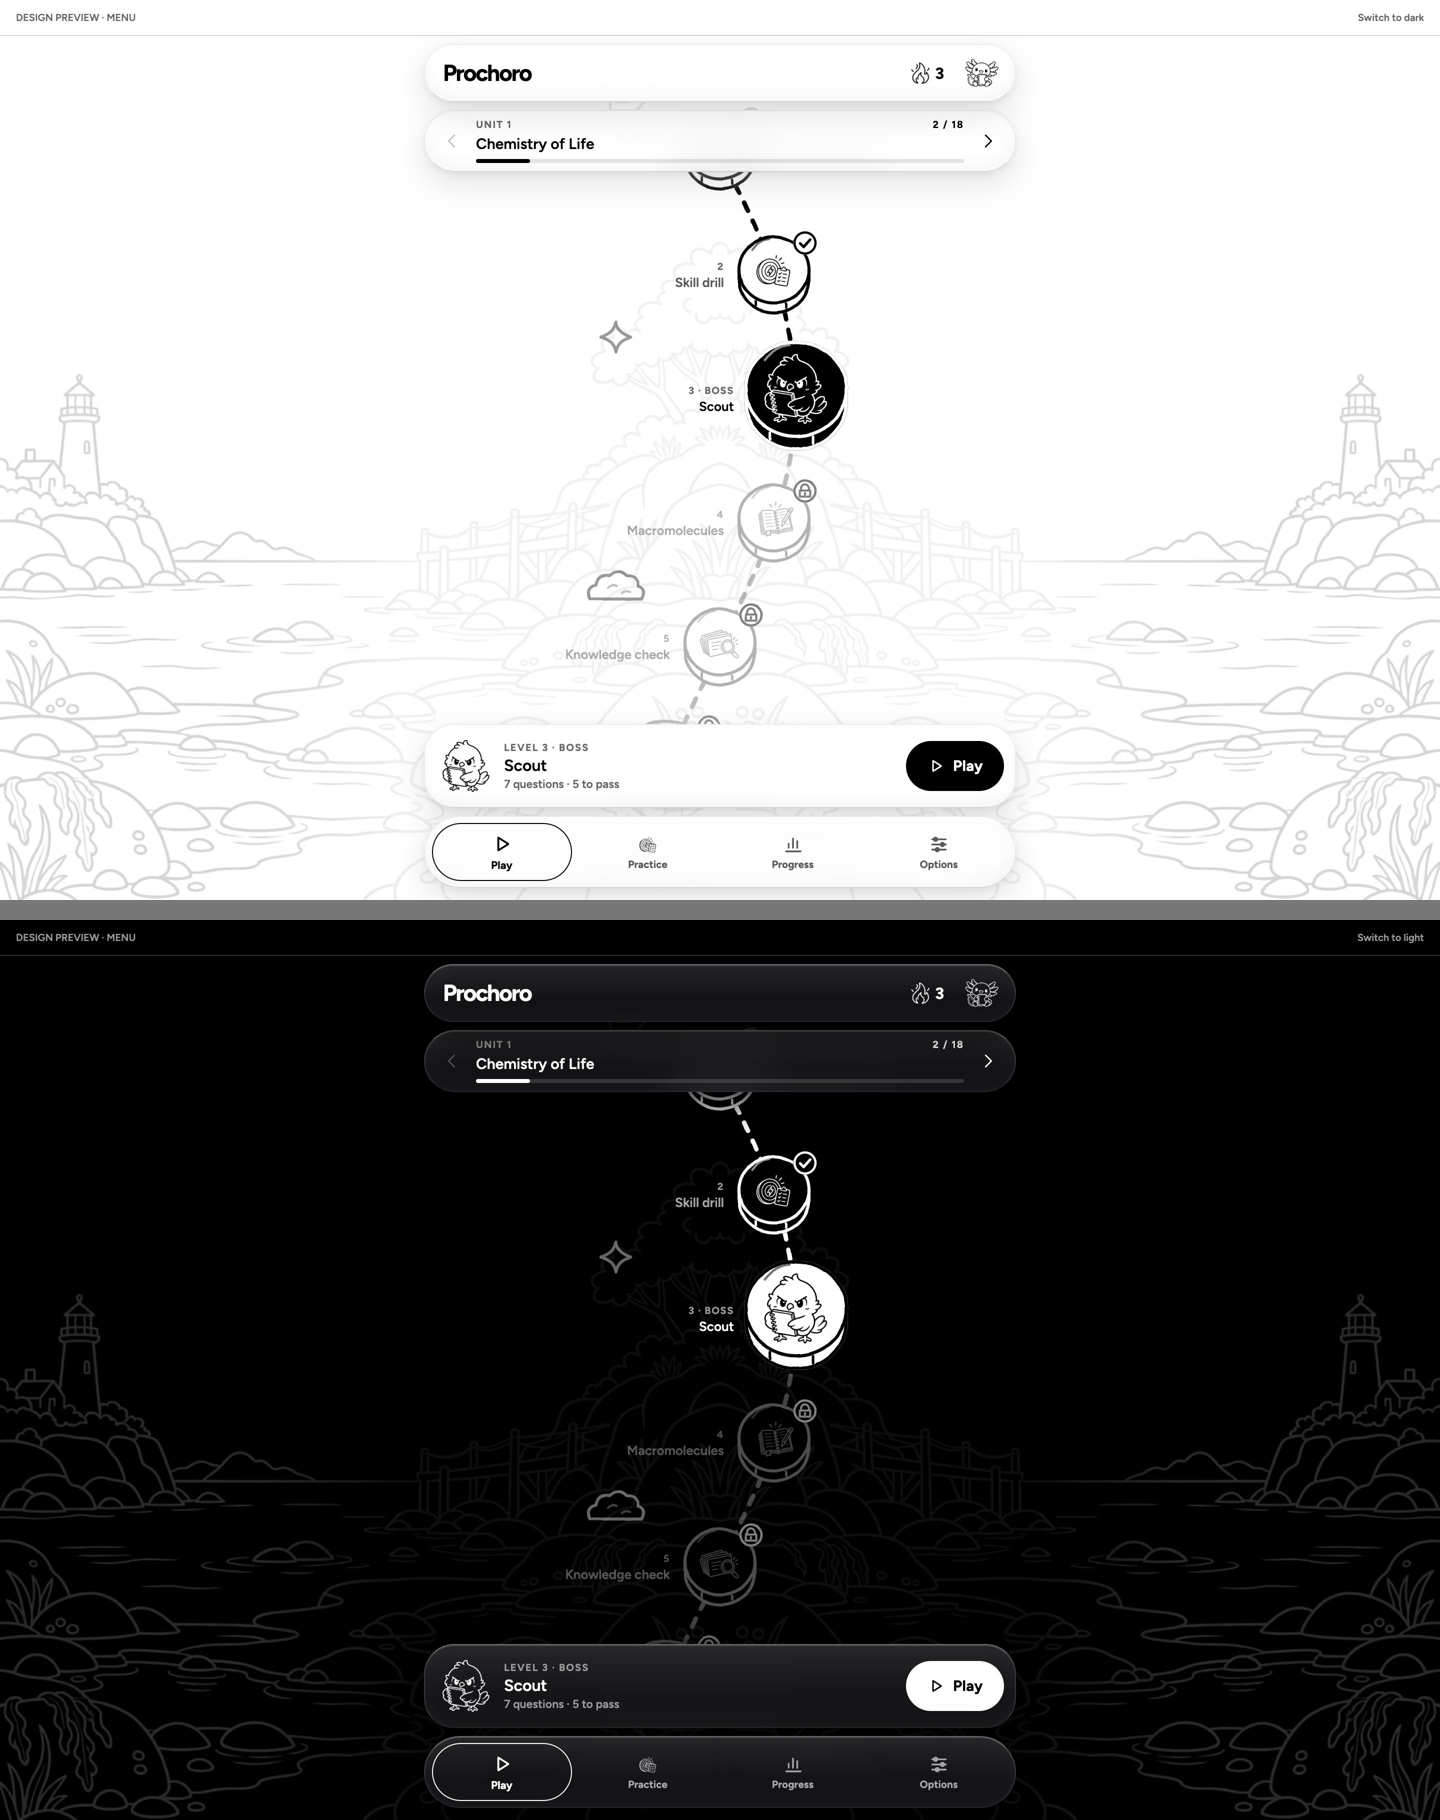 DESIGN PREVIEW · MENU
Switch to dark
Prochoro
3
UNIT 1
2 / 18
Chemistry of Life
2
Skill drill
3 · BOSS
Scout
4
Macromolecules
5
Knowledge check
LEVEL 3 · BOSS
Scout
7 questions · 5 to pass
Play
Play
Practice
Progress
Options
DESIGN PREVIEW · MENU
Switch to light
Prochoro
3
UNIT 1
2 / 18
Chemistry of Life
2
Skill drill
3 · BOSS
Scout
4
Macromolecules
5
Knowledge check
LEVEL 3 · BOSS
Scout
7 questions · 5 to pass
Play
Play
Practice
Progress
Options